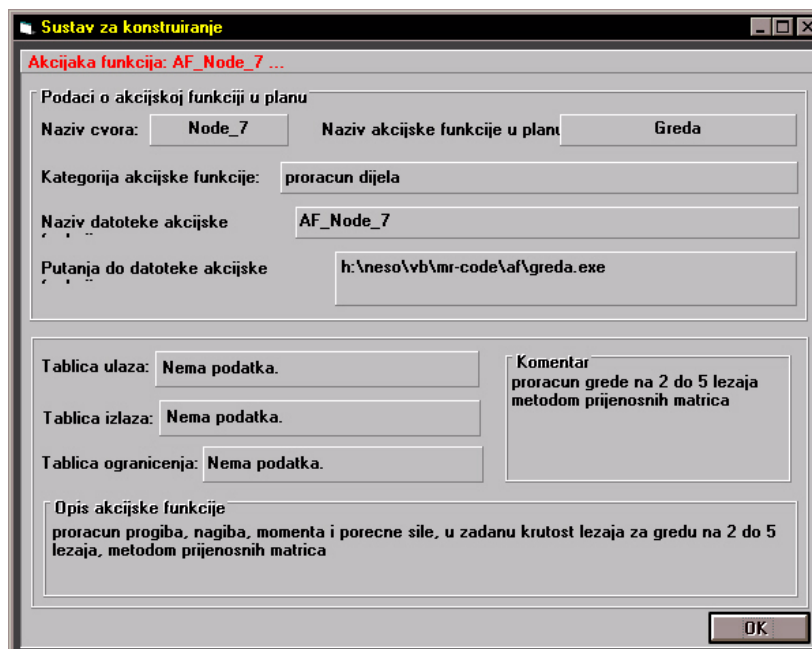 Sustav za konstruiranje
Akcijaka funkcija: AF_Node_7 ...
Podaci o akcijskoj funkciji u planu
Naziv cvora: Node_7 Naziv akcijske funkcije u planu Greda
Kategorija akcijske funkcije: proracun dijela
Naziv datoteke akcijske AF_Node_7
Putanja do datoteke akcijske h:\neso\vb\mr-code\af\greda.exe
Tablica ulaza: Nema podatka.
Tablica izlaza: Nema podatka.
Tablica ogranicenja: Nema podatka.
Komentar
proracun grede na 2 do 5 lezaja
metodom prijenosnih matrica
Opis akcijske funkcije
proracun progiba, nagiba, momenta i porecne sile, u zadanu krutost lezaja za gredu na 2 do 5
lezaja, metodom prijenosnih matrica
OK